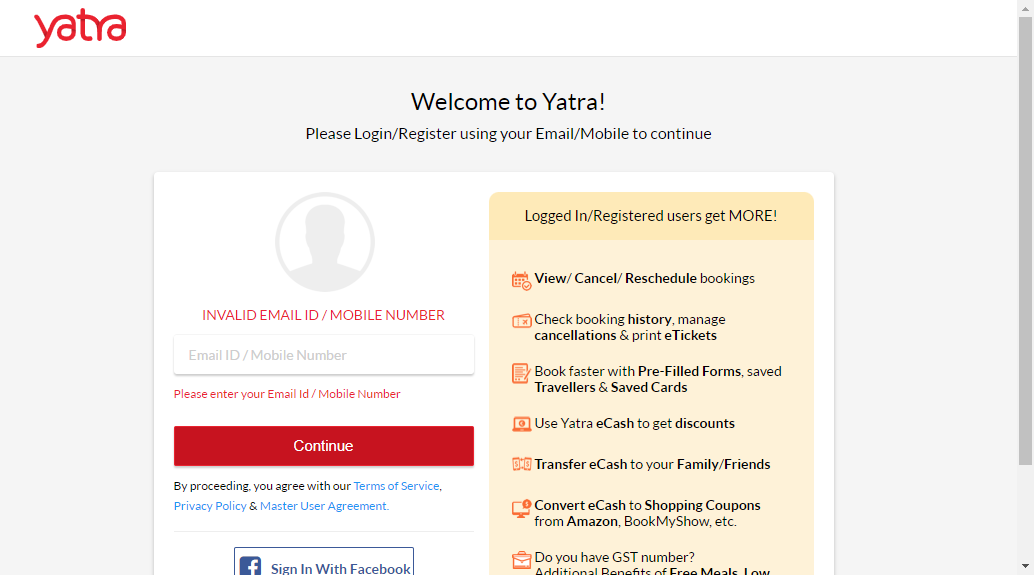 yatra
Welcome to Yatra!
Please Login/Register using your Email/Mobile to continue
INVALID EMAIL ID / MOBILE NUMBER
Email ID / Mobile Number
Please enter your Email Id / Mobile Number
Continue
By proceeding, you agree with our Terms of Service,
Privacy Policy & Master User Agreement.
Sign In With Facebook
Logged In/Registered users get MORE!
View/ Cancel/ Reschedule bookings
Check booking history, manage
cancellations & print eTickets
Book faster with Pre-Filled Forms, saved
Travellers & Saved Cards
Use Yatra eCash to get discounts
Transfer eCash to your Family/Friends
Convert eCash to Shopping Coupons
from Amazon, BookMyShow, etc.
Do you have GST number?
Additional Benefits of Free Meals, Low